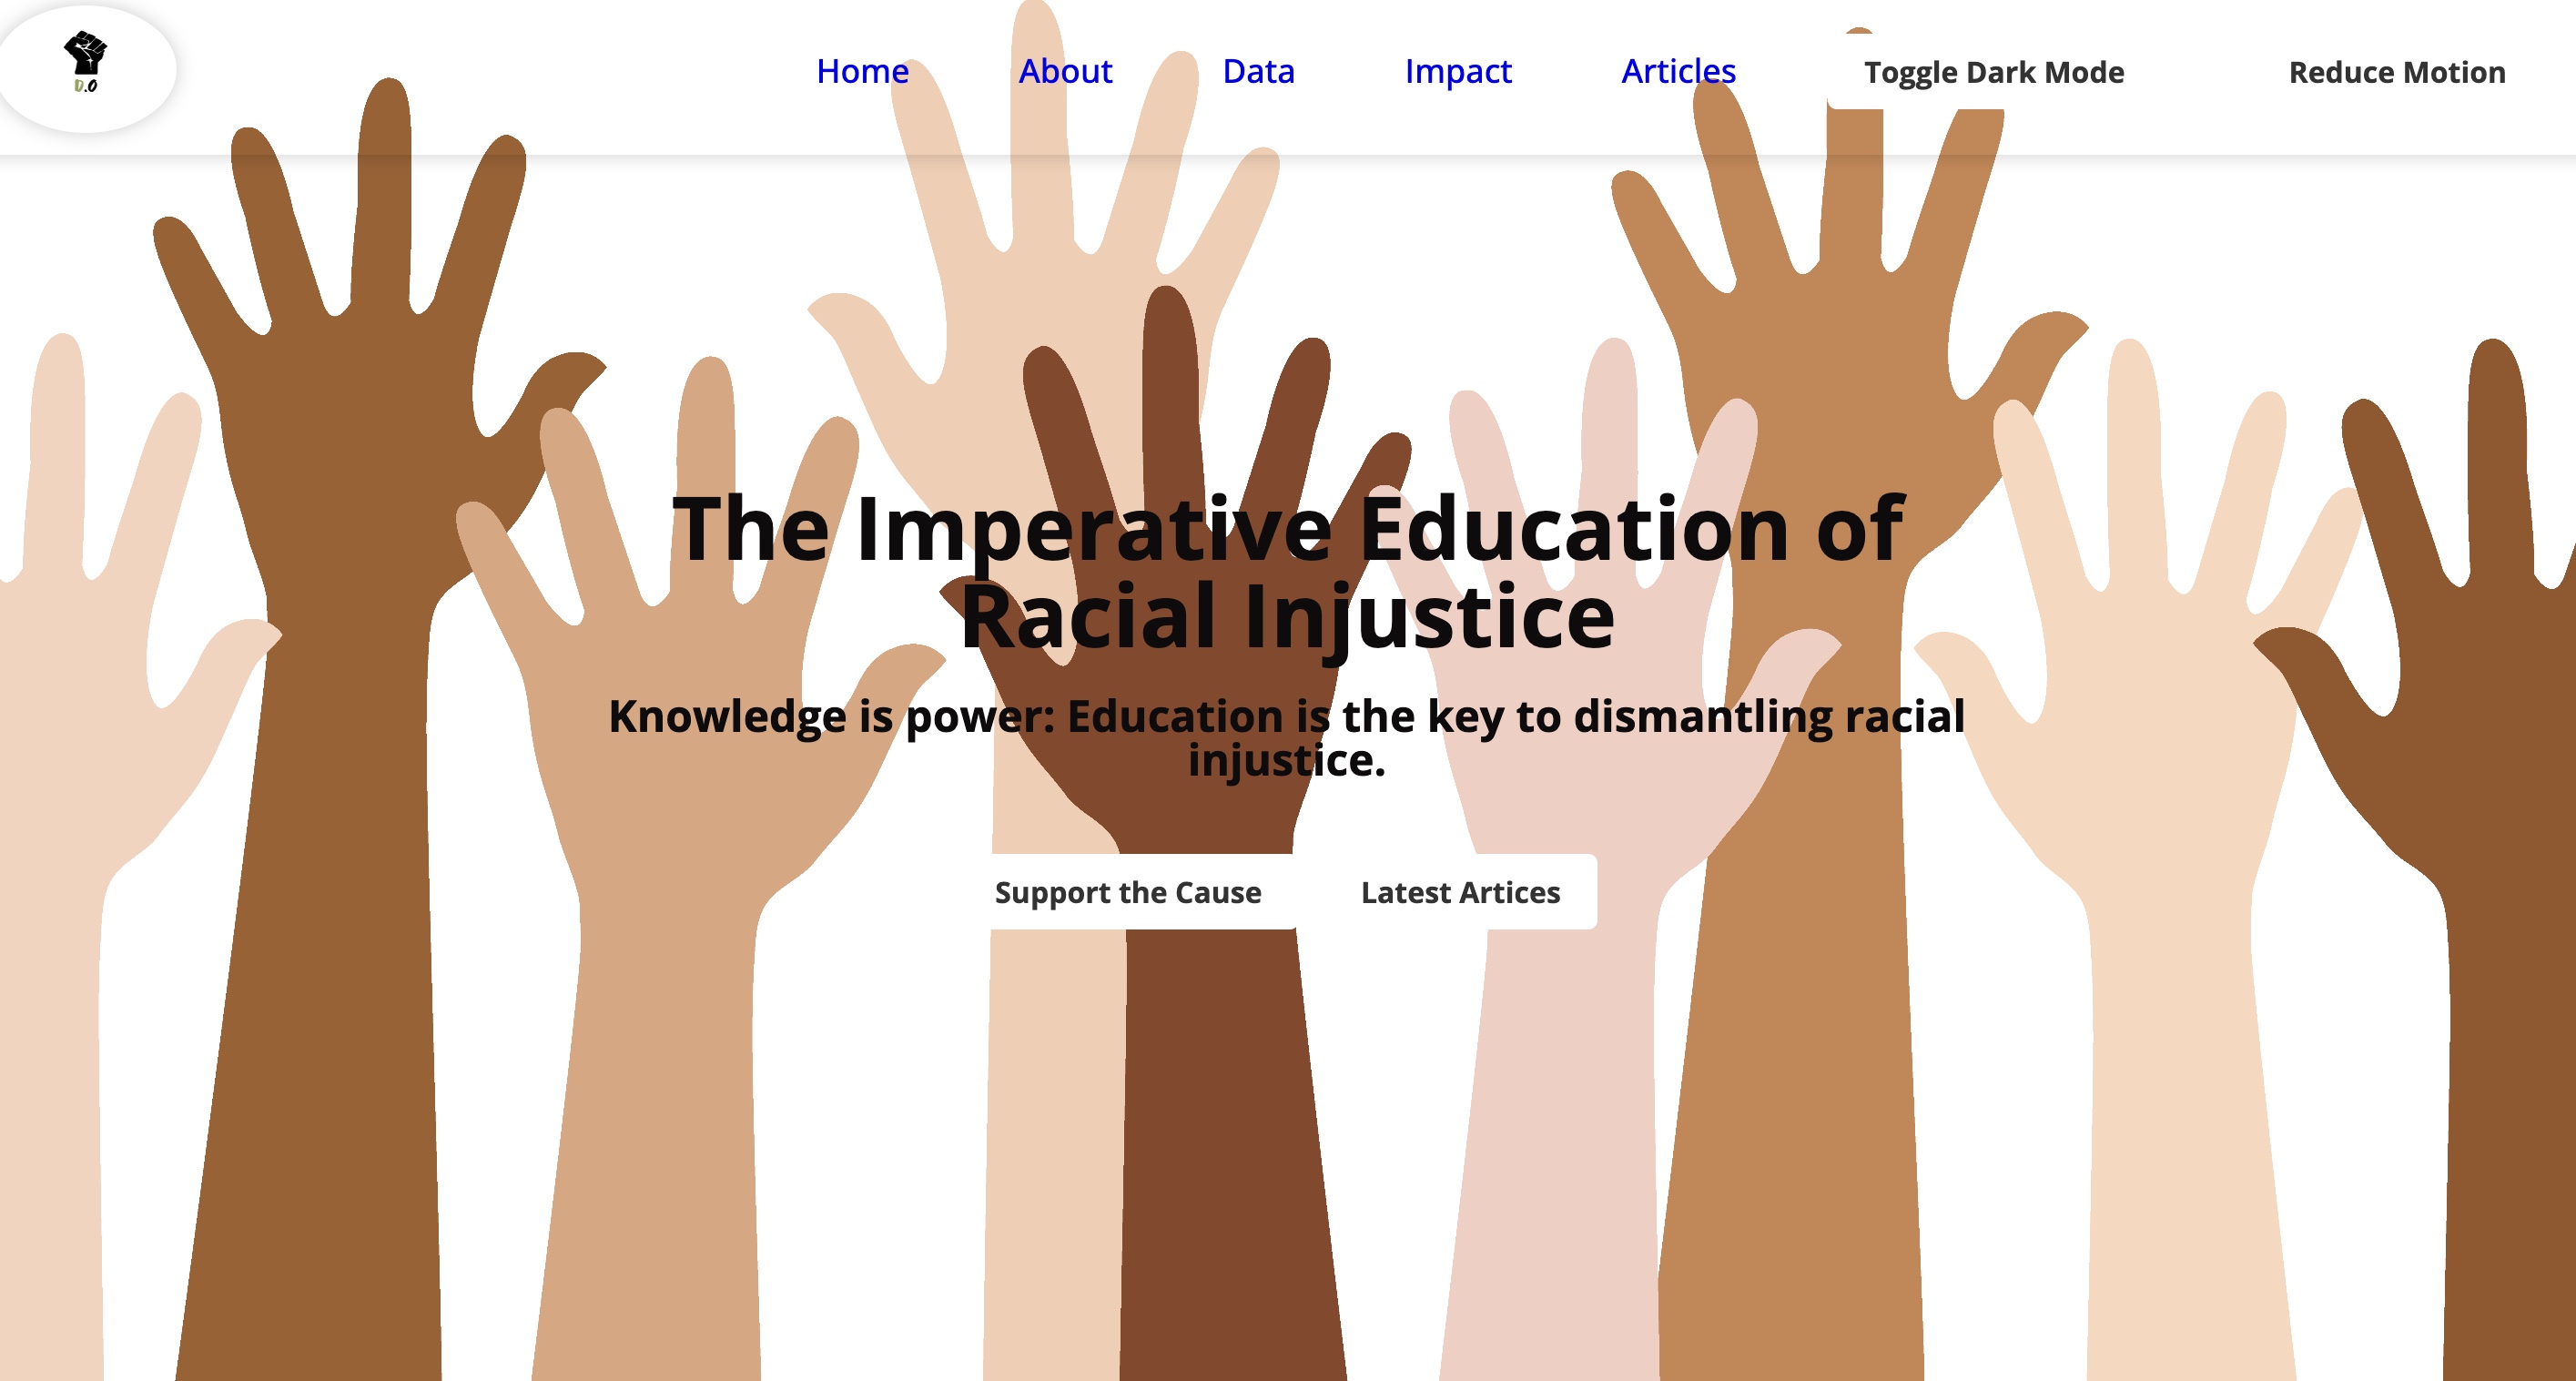 D.O
Home About Data Impact Articles Toggle Dark Mode Reduce Motion
The Imperative Education of
Racial Injustice
Knowledge is power: Education is the key to dismantling racial
injustice.
Support the Cause Latest Artices